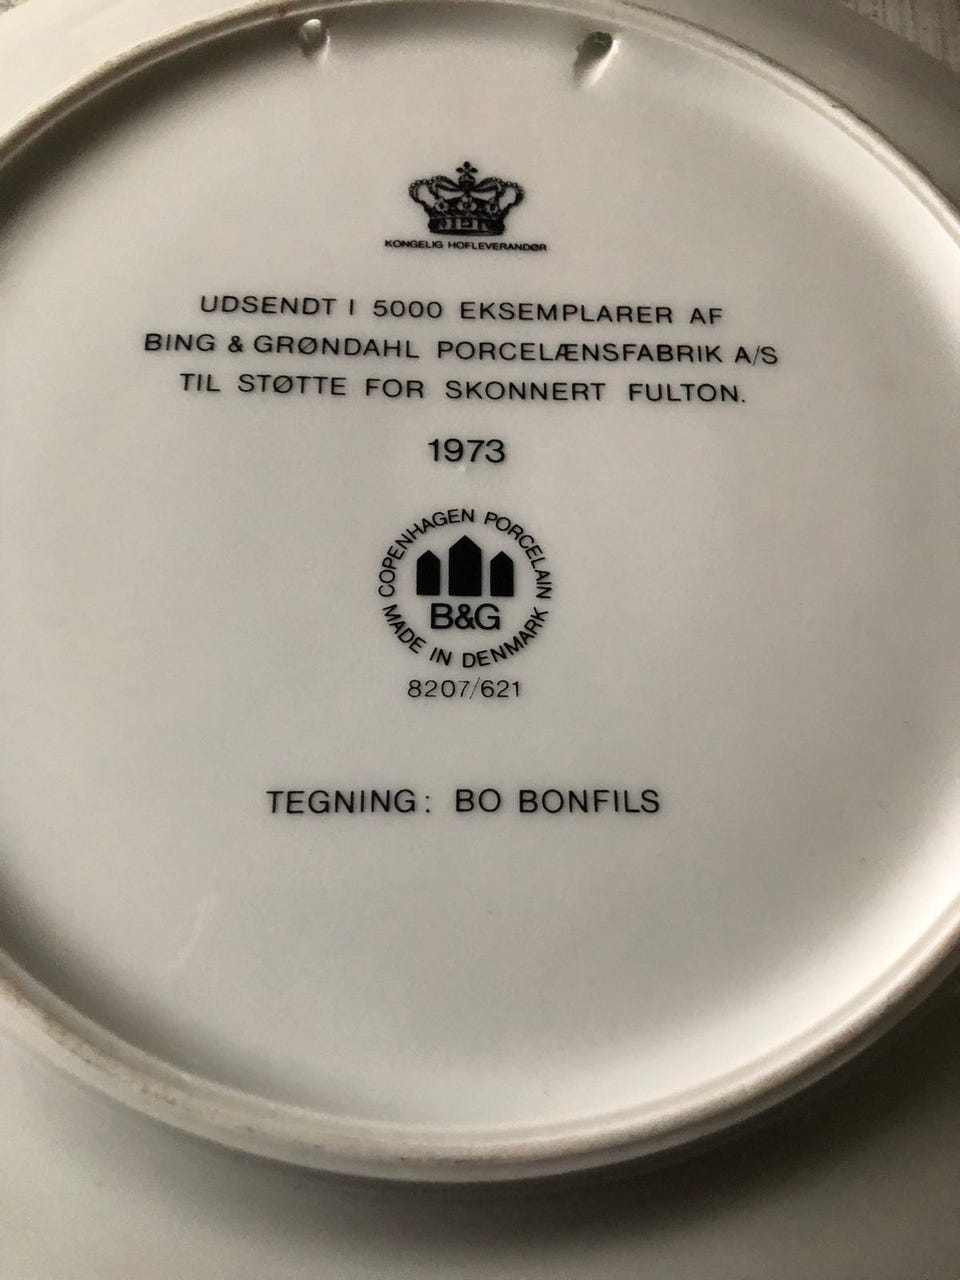 KONGELIG HOFLEVERANDØR
UDSENDT I 5000 EKSEMPLARER AF
BING & GRØNDAHL PORCELÆNSFABRIK A/S
TIL STØTTE FOR SKONNERT FULTON.
1973
COPENHAGEN PORCELAIN
B&G
MADE IN DENMARK
8207/621
TEGNING: BO BONFILS